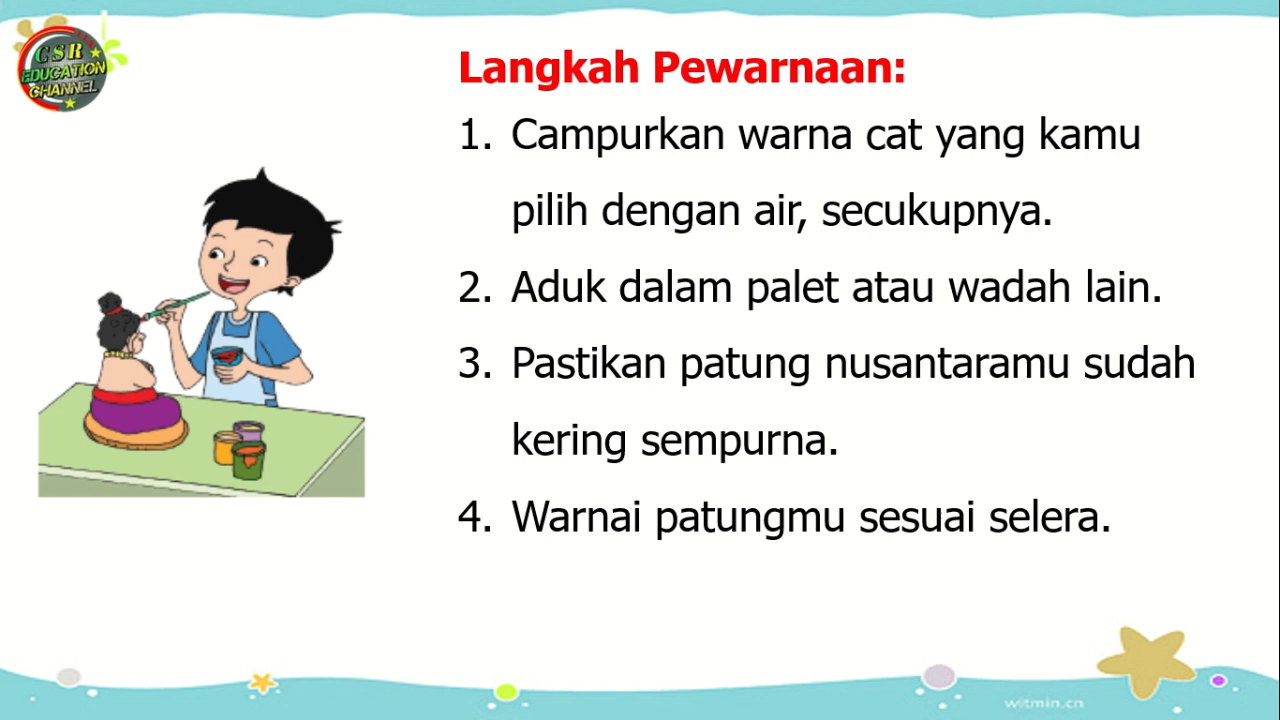 CSR
EDUCATION
CHANNEL
Langkah Pewarnaan:
1. Campurkan warna cat yang kamu
pilih dengan air, secukupnya.
2. Aduk dalam palet atau wadah lain.
3. Pastikan patung nusantaramu sudah
kering sempurna.
4. Warnai patungmu sesuai selera.
witmin.cn